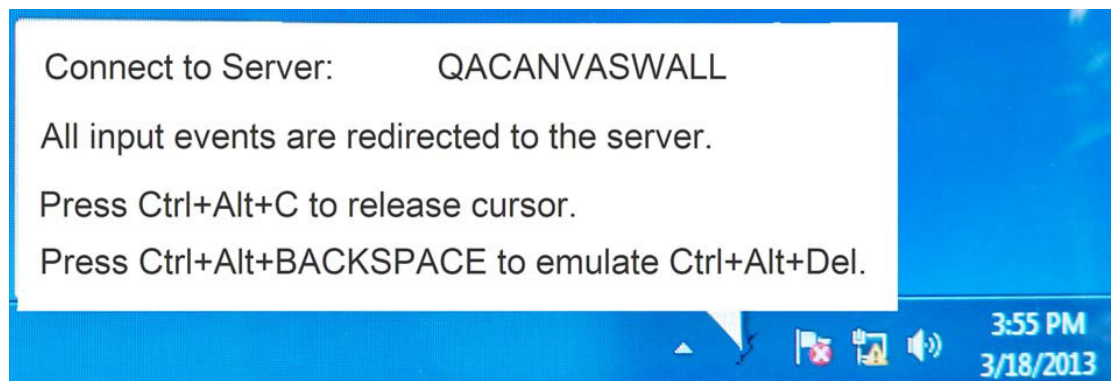 Connect to Server: QACANVASWALL
All input events are redirected to the server.
Press Ctrl+Alt+C to release cursor.
Press Ctrl+Alt+BACKSPACE to emulate Ctrl+Alt+Del.
3:55 PM
3/18/2013